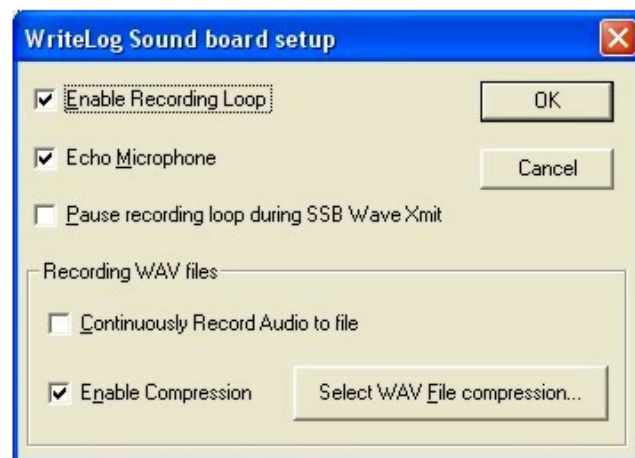 WriteLog Sound board setup
Enable Recording Loop
OK
Echo Microphone
Cancel
Pause recording loop during SSB Wave Xmit
Recording WAV files
Continuously Record Audio to file
Enable Compression
Select WAV File compression...